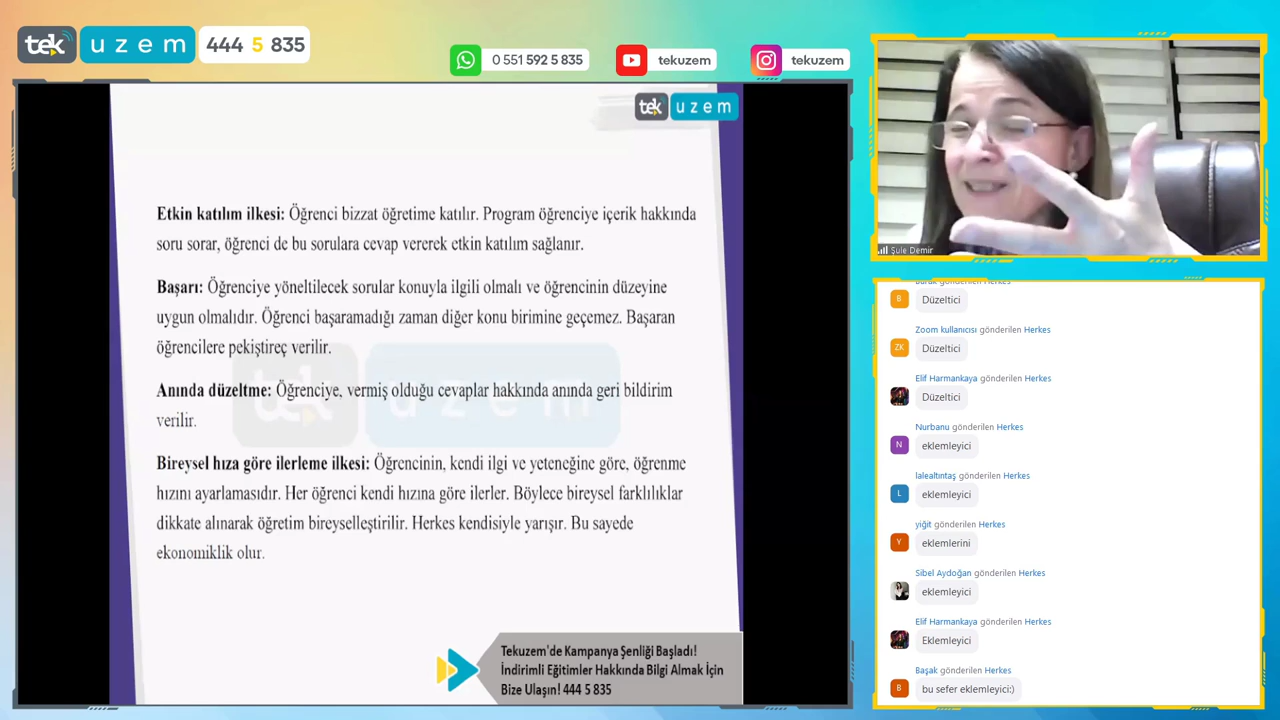 tek uzem 444 5 835
0 551 592 5 835
tekuzem
tekuzem
tek uzem
Etkin katılım ilkesi: Öğrenci bizzat öğretime katılır. Program öğrenciye içerik hakkında
soru sorar, öğrenci de bu sorulara cevap vererek etkin katılım sağlanır.
Başarı: Öğrenciye yöneltilecek sorular konuyla ilgili olmalı ve öğrencinin düzeyine
uygun olmalıdır. Öğrenci başaramadığı zaman diğer konu birimine geçemez. Başaran
öğrencilere pekiştireç verilir.
Anında düzeltme: Öğrenciye, vermiş olduğu cevaplar hakkında anında geri bildirim
verilir.
Bireysel hıza göre ilerleme ilkesi: Öğrencinin, kendi ilgi ve yeteneğine göre, öğrenme
hızını ayarlamasıdır. Her öğrenci kendi hızına göre ilerler. Böylece bireysel farklılıklar
dikkate alınarak öğretim bireyselleştirilir. Herkes kendisiyle yarışır. Bu sayede
ekonomiklik olur.
Tekuzem'de Kampanya Şenliği Başladı!
İndirimli Eğitimler Hakkında Bilgi Almak İçin
Bize Ulaşın! 444 5 835
Şule Demir
B
Düzeltici
Zoom kullanıcısı gönderilen Herkes
ZK
Düzeltici
Elif Harmankaya gönderilen Herkes
Düzeltici
Nurbanu gönderilen Herkes
N
eklemleyici
lalealtıntaş gönderilen Herkes
L
eklemleyici
yiğit gönderilen Herkes
Y
eklemlerini
Sibel Aydoğan gönderilen Herkes
eklemleyici
Elif Harmankaya gönderilen Herkes
Eklemleyici
Başak gönderilen Herkes
B
bu sefer eklemleyici:)